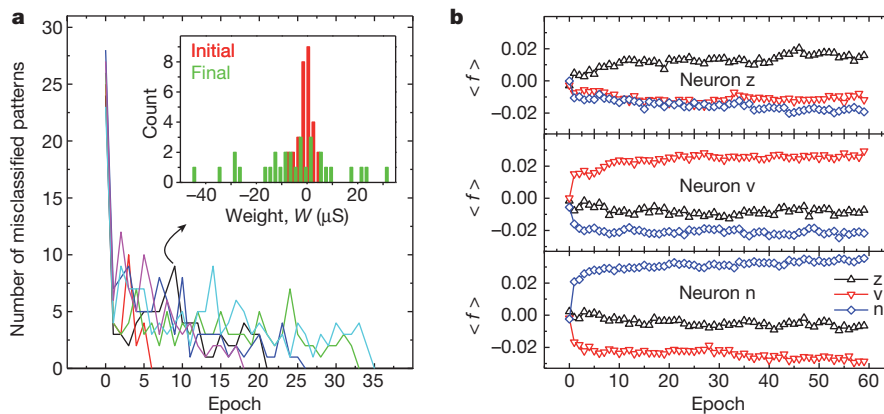 a
Number of misclassified patterns
30
25
20
15
10
5
0
0 5 10 15 20 25 30 35
Epoch
Initial
Final
Count
8
6
4
2
0
−40 −20 0 20
Weight, W (μS)
b
< f >
0.02
0.00
−0.02
Neuron z
< f >
0.02
0.00
−0.02
Neuron v
< f >
0.00
−0.02
Neuron n
z
v
n
0 10 20 30 40 50 60
Epoch